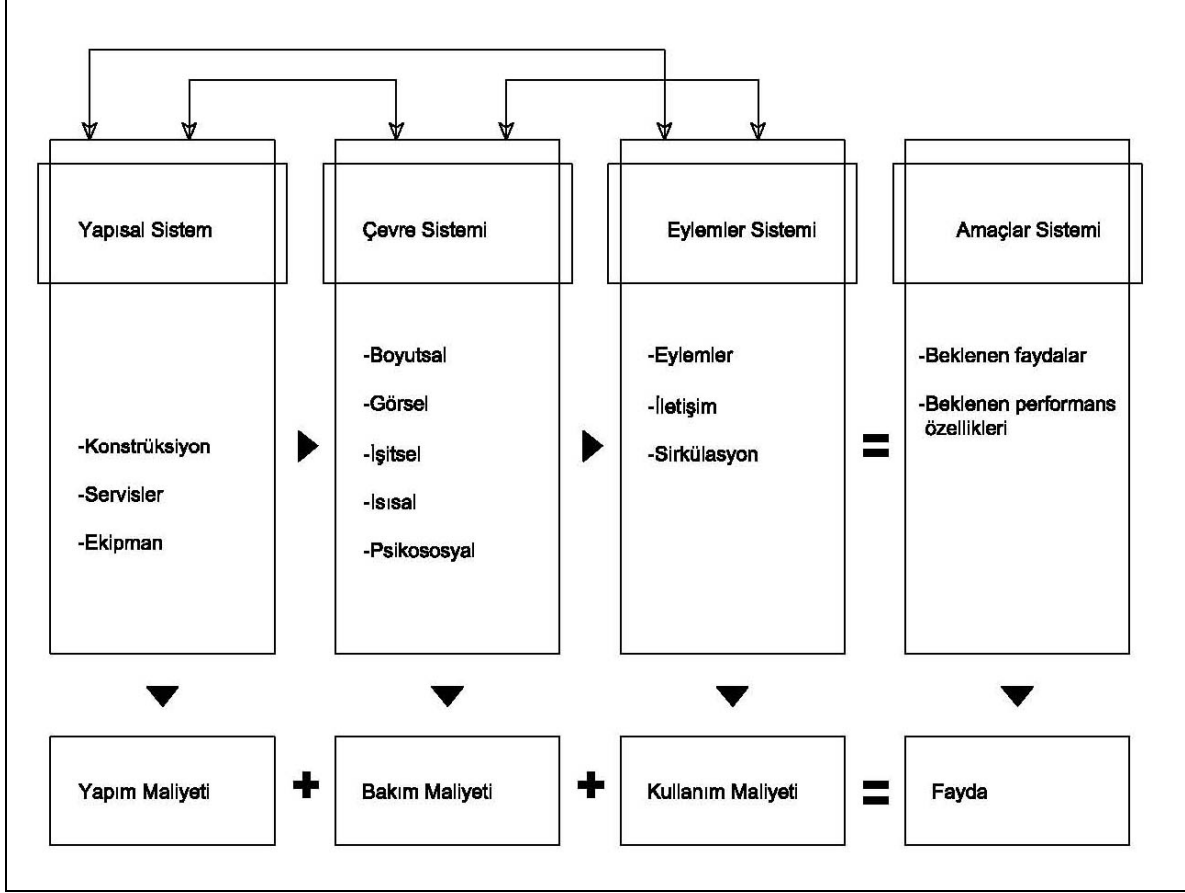 Yapısal Sistem
-Konstrüksiyon
-Servisler
-Ekipman
Çevre Sistemi
-Boyutsal
-Görsel
-İşitsel
-Isısal
-Psikososyal
Eylemler Sistemi
-Eylemler
-İletişim
-Sirkülasyon
=
Amaçlar Sistemi
-Beklenen faydalar
-Beklenen performans
özellikleri
Yapım Maliyeti
+
Bakım Maliyeti
+
Kullanım Maliyeti
=
Fayda